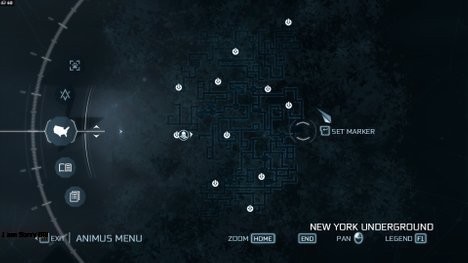 SET MARKER
NEW YORK UNDERGROUND
EXIT ANIMUS MENU ZOOM HOME END PAN LEGEND F1